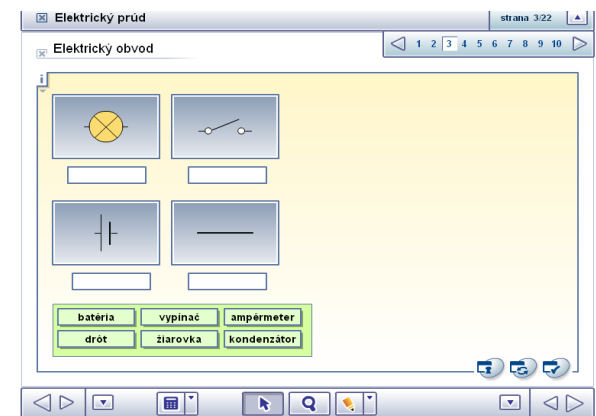 Elektrický prúd
strana 3/22
Elektrický obvod
1 2 3 4 5 6 7 8 9 10
i
batéria vypínač ampérmeter
drôt žiarovka kondenzátor